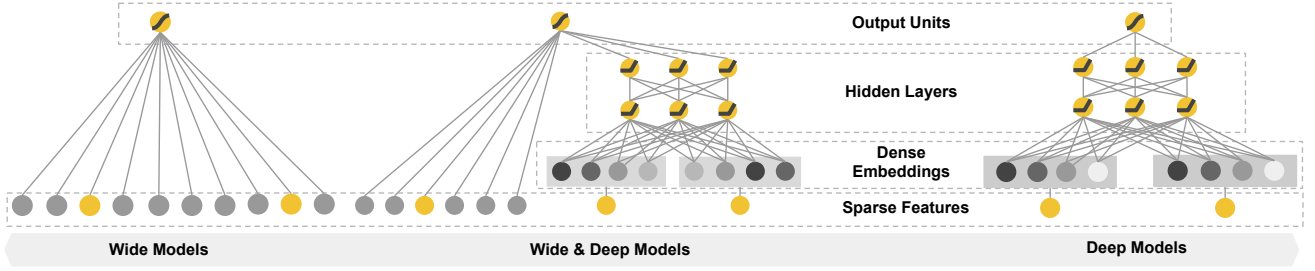 Output Units
Hidden Layers
Dense
Embeddings
Sparse Features
Wide Models
Wide & Deep Models
Deep Models